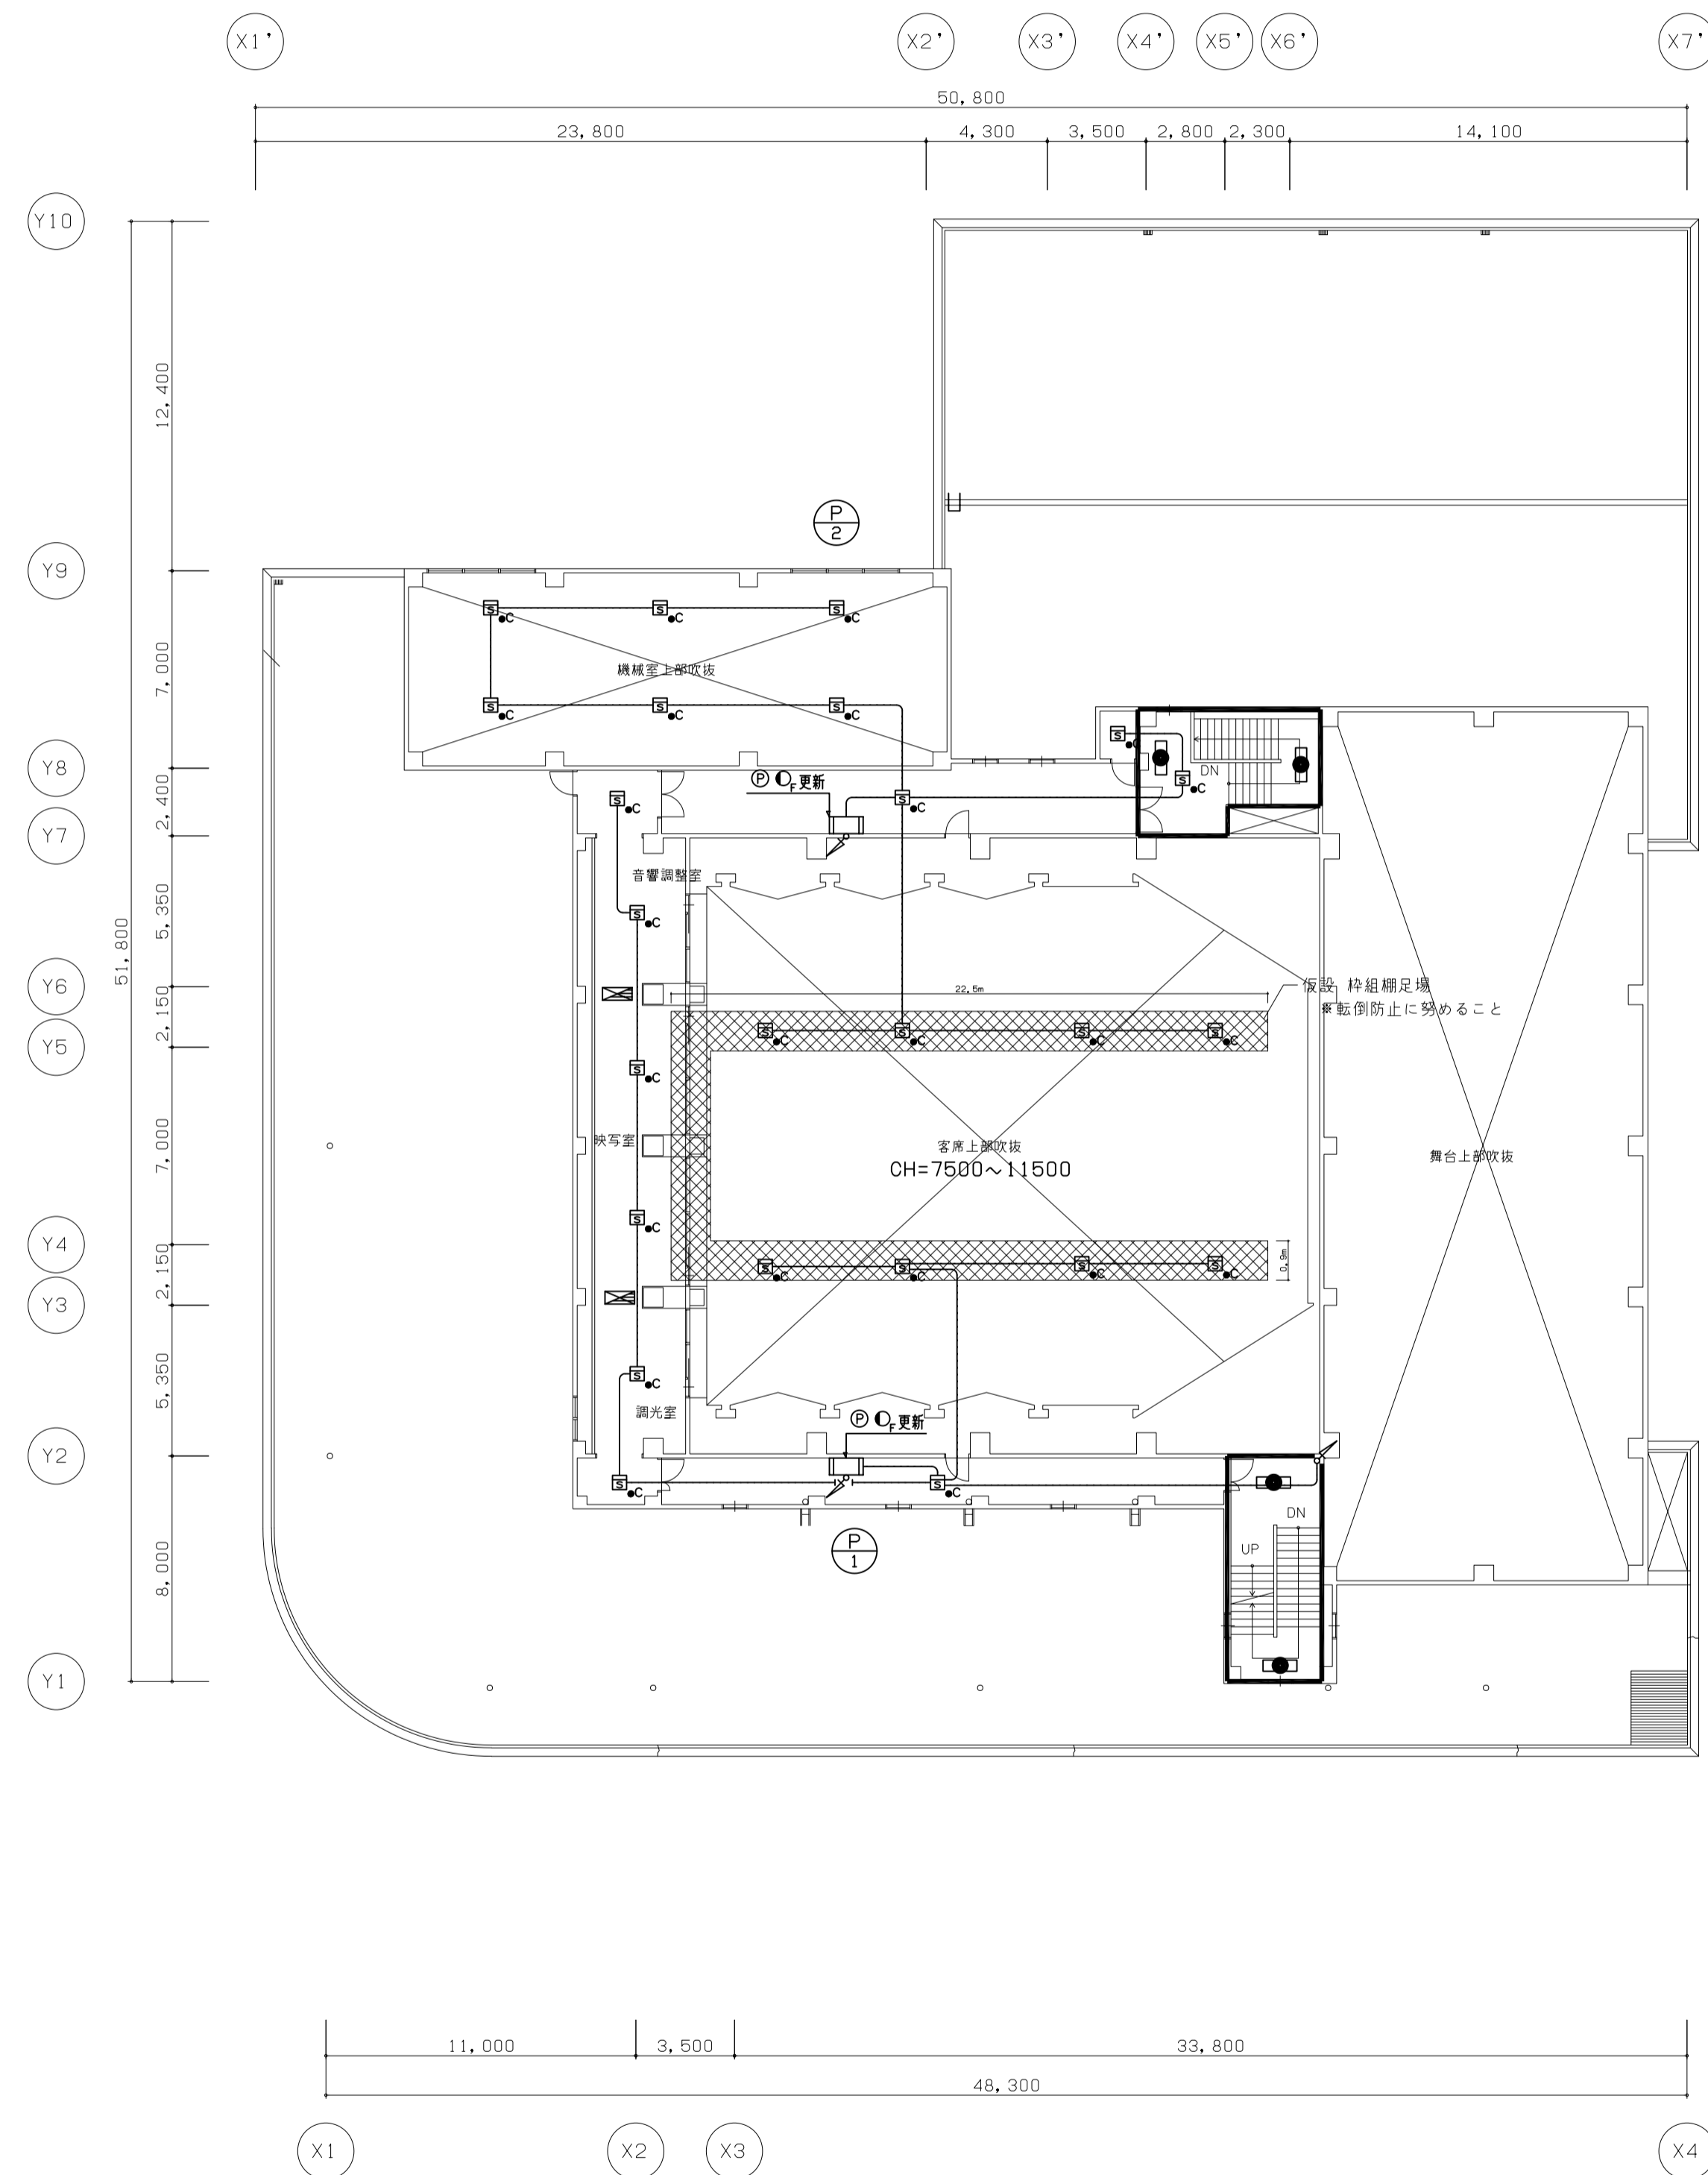 X1' X2' X3' X4' X5' X6' X7'
50,800
23,800 4,300 3,500 2,800 2,300 14,100
Y10
12,400
P
2
Y9
S S S
●C ●C ●C
7,000
機械室上部吹抜
S S S
●C ●C ●C
S
●C
Y8
DN
S
●C
2,400
P F 更新
S S
●C ●C
Y7
音響調整室
5,350
S
●C
51,800
Y6
22.5m
仮設 枠組棚足場
※転倒防止に努めること
2,150
S S S S
●C ●C ●C ●C
Y5
S
●C
7,000
映写室
客席上部吹抜
CH=7500~11500
舞台上部吹抜
S
●C
Y4
0.9m
2,150
S S S S
●C ●C ●C ●C
Y3
5,350
S
●C
調光室
P F 更新
Y2
S S
●C ●C
DN
UP
P
1
8,000
Y1
11,000 3,500 33,800
48,300
X1 X2 X3 X4